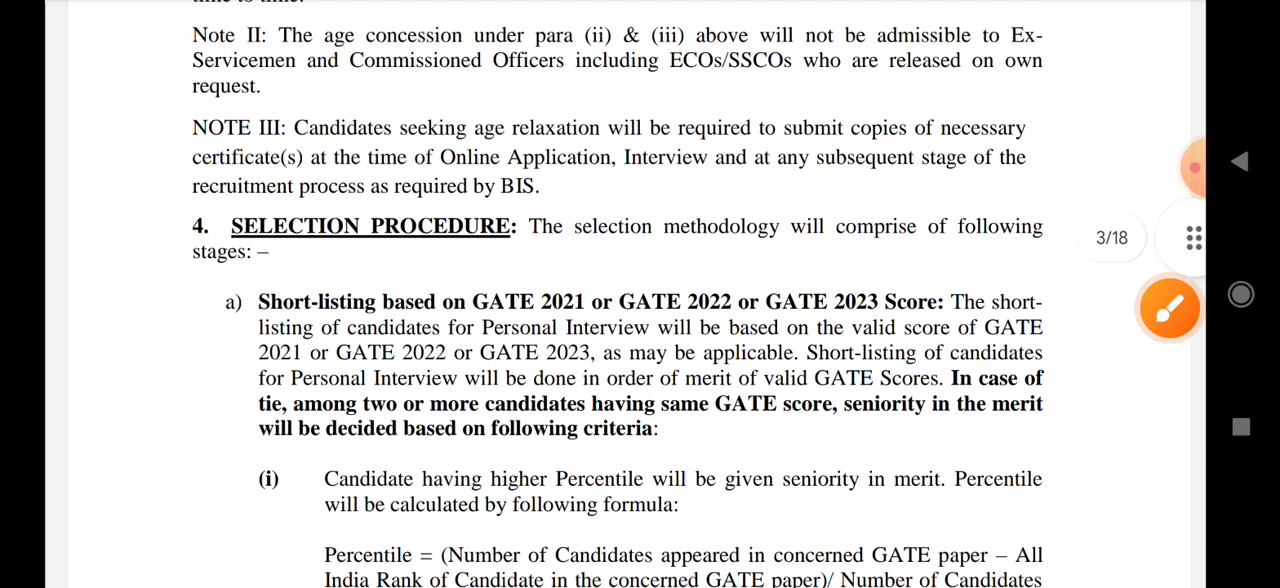 time to time.
Note II: The age concession under para (ii) & (iii) above will not be admissible to Ex-
Servicemen and Commissioned Officers including ECOs/SSCOs who are released on own
request.
NOTE III: Candidates seeking age relaxation will be required to submit copies of necessary
certificate(s) at the time of Online Application, Interview and at any subsequent stage of the
recruitment process as required by BIS.
4. SELECTION PROCEDURE: The selection methodology will comprise of following
stages: –
3/18
a) Short-listing based on GATE 2021 or GATE 2022 or GATE 2023 Score: The short-
listing of candidates for Personal Interview will be based on the valid score of GATE
2021 or GATE 2022 or GATE 2023, as may be applicable. Short-listing of candidates
for Personal Interview will be done in order of merit of valid GATE Scores. In case of
tie, among two or more candidates having same GATE score, seniority in the merit
will be decided based on following criteria:
(i) Candidate having higher Percentile will be given seniority in merit. Percentile
will be calculated by following formula:
Percentile = (Number of Candidates appeared in concerned GATE paper – All
India Rank of Candidate in the concerned GATE paper)/ Number of Candidates